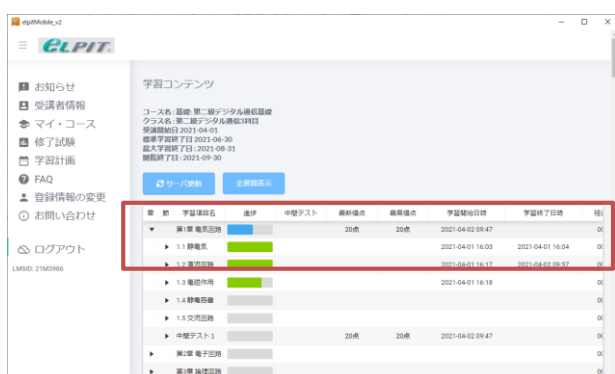 elpitMobile_v2
eLPIT.
お知らせ
受講者情報
マイ・コース
修了試験
学習計画
FAQ
登録情報の変更
お問い合わせ
ログアウト
LMSID: 21M3986
学習コンテンツ
コース名 : 基礎: 第二級デジタル通信基礎
クラス名 : 第二級デジタル通信3科目
受講開始日 2021-04-01
標準学習終了日 2021-06-30
最大学習終了日 : 2021-08-31
閲覧終了日 : 2021-09-30
サーバ更新 全展開表示
章 節 学習項目名 進捗 中間テスト 最新得点 最高得点 学習開始日時 学習終了日時 経
第1章 電気回路 20点 20点 2021-04-02 09:47 00
1.1 静電気 2021-04-01 16:03 2021-04-01 16:04 00
1.2 直流回路 2021-04-01 16:17 2021-04-02 09:57 00
1.3 電磁作用 2021-04-01 16:18 00
1.4 静電容量 00
1.5 交流回路 00
中間テスト 1 20点 20点 2021-04-02 09:47 00
第2章 電子回路 00
第3章 論理回路 00